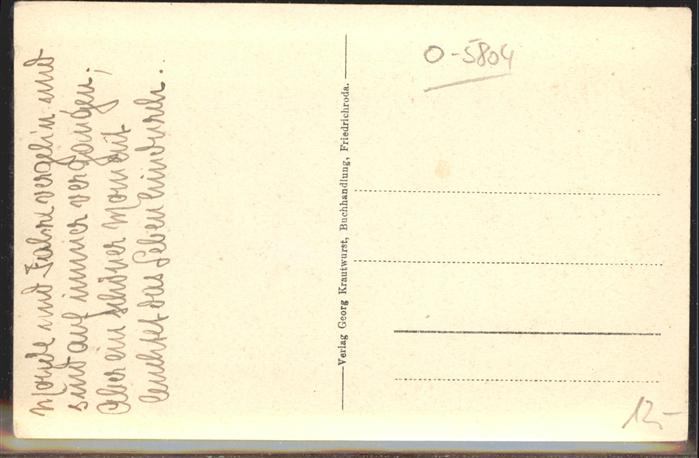 Monde und Jahre vergehn und
sind auf immer vergangen,
Aber ein schöner Moment
leuchtet das Leben hindurch..
Verlag Georg Krautwurst, Buchhandlung, Friedrichroda.
O-5804
12,-